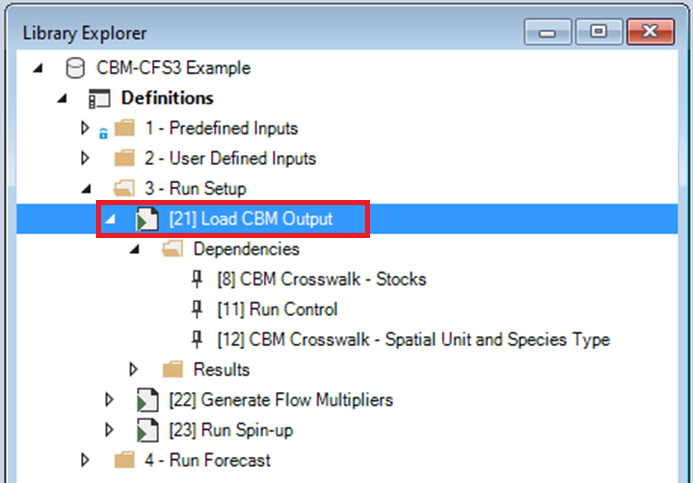 Library Explorer
CBM-CFS3 Example
Definitions
1 - Predefined Inputs
2 - User Defined Inputs
3 - Run Setup
[21] Load CBM Output
Dependencies
[8] CBM Crosswalk - Stocks
[11] Run Control
[12] CBM Crosswalk - Spatial Unit and Species Type
Results
[22] Generate Flow Multipliers
[23] Run Spin-up
4 - Run Forecast